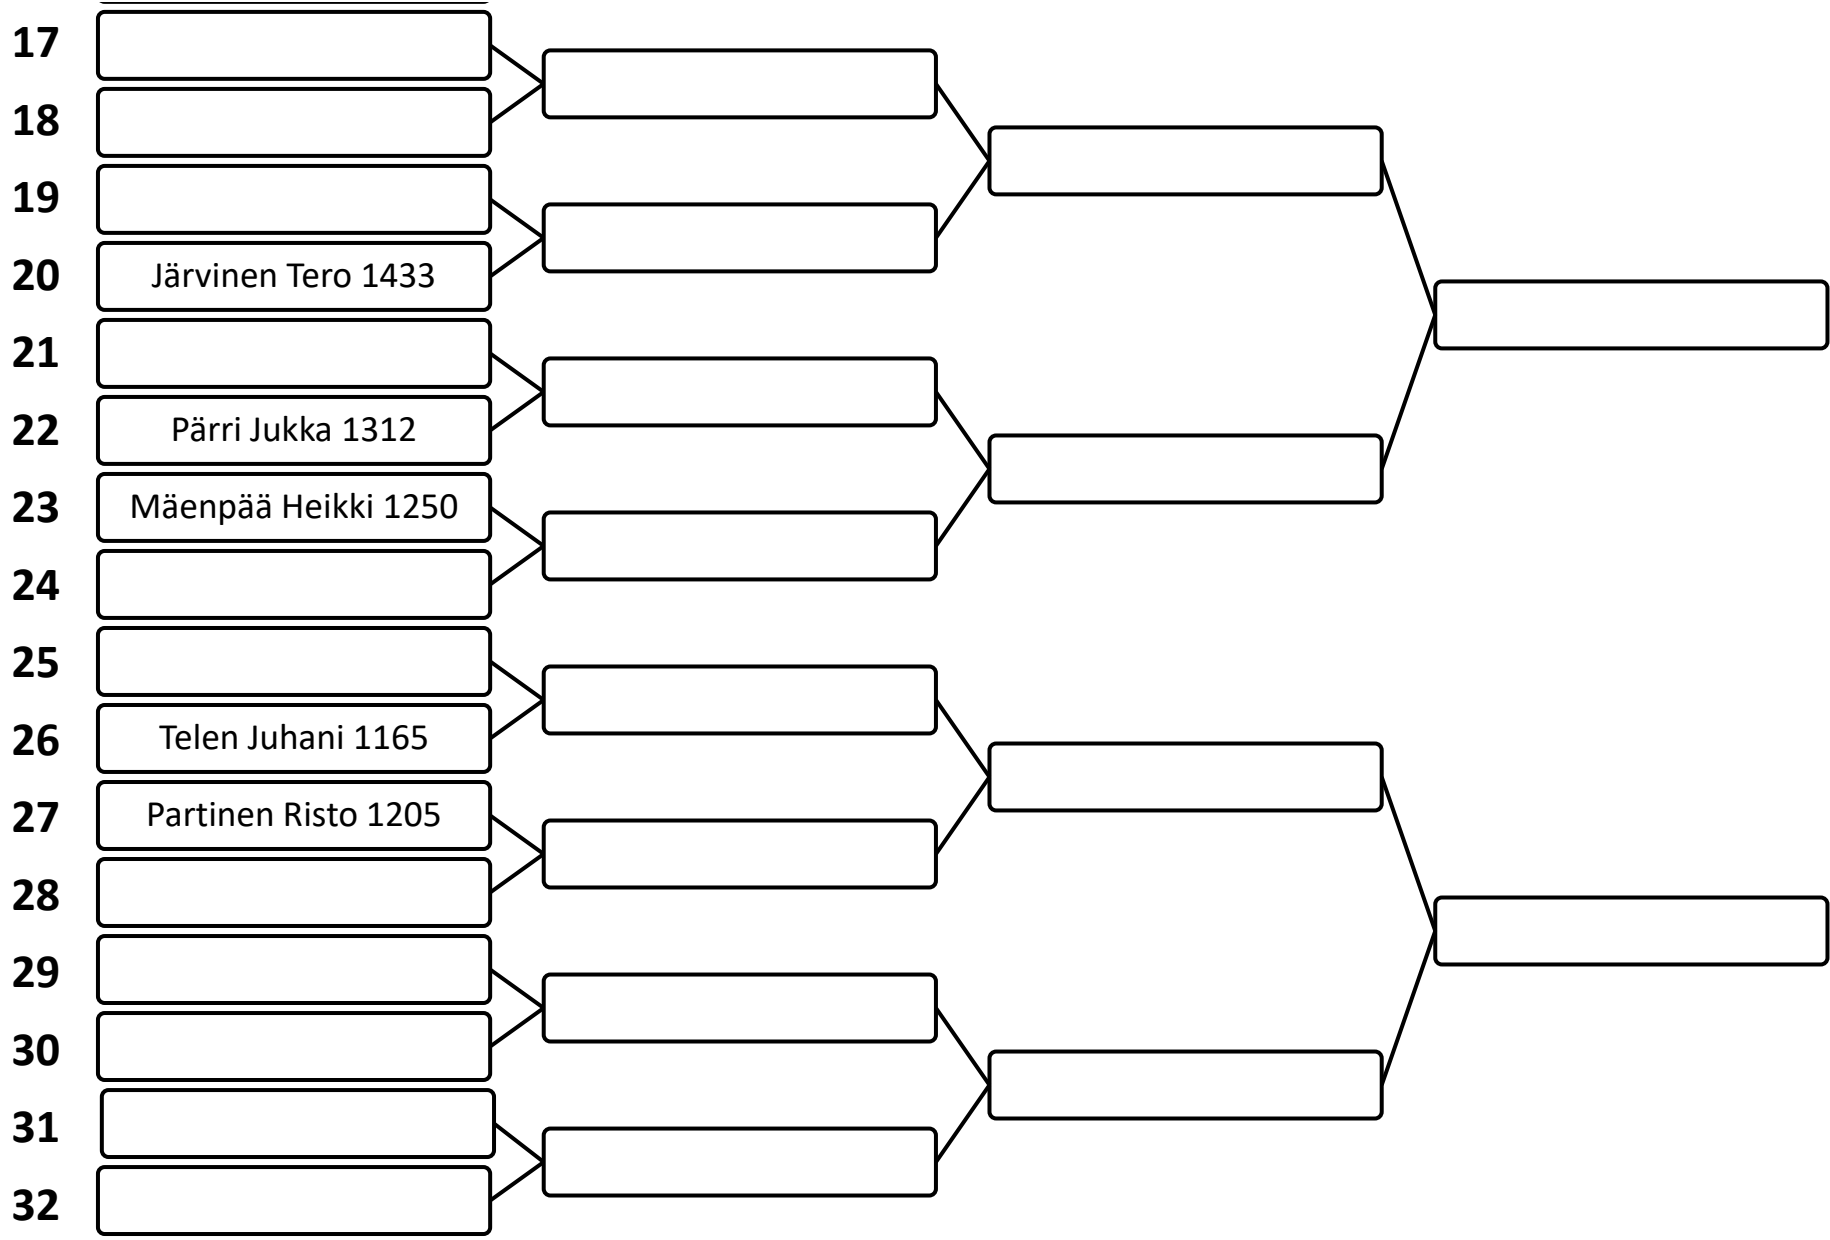 17
18
19
20 Järvinen Tero 1433
21
22 Pärri Jukka 1312
23 Mäenpää Heikki 1250
24
25
26 Telen Juhani 1165
27 Partinen Risto 1205
28
29
30
31
32